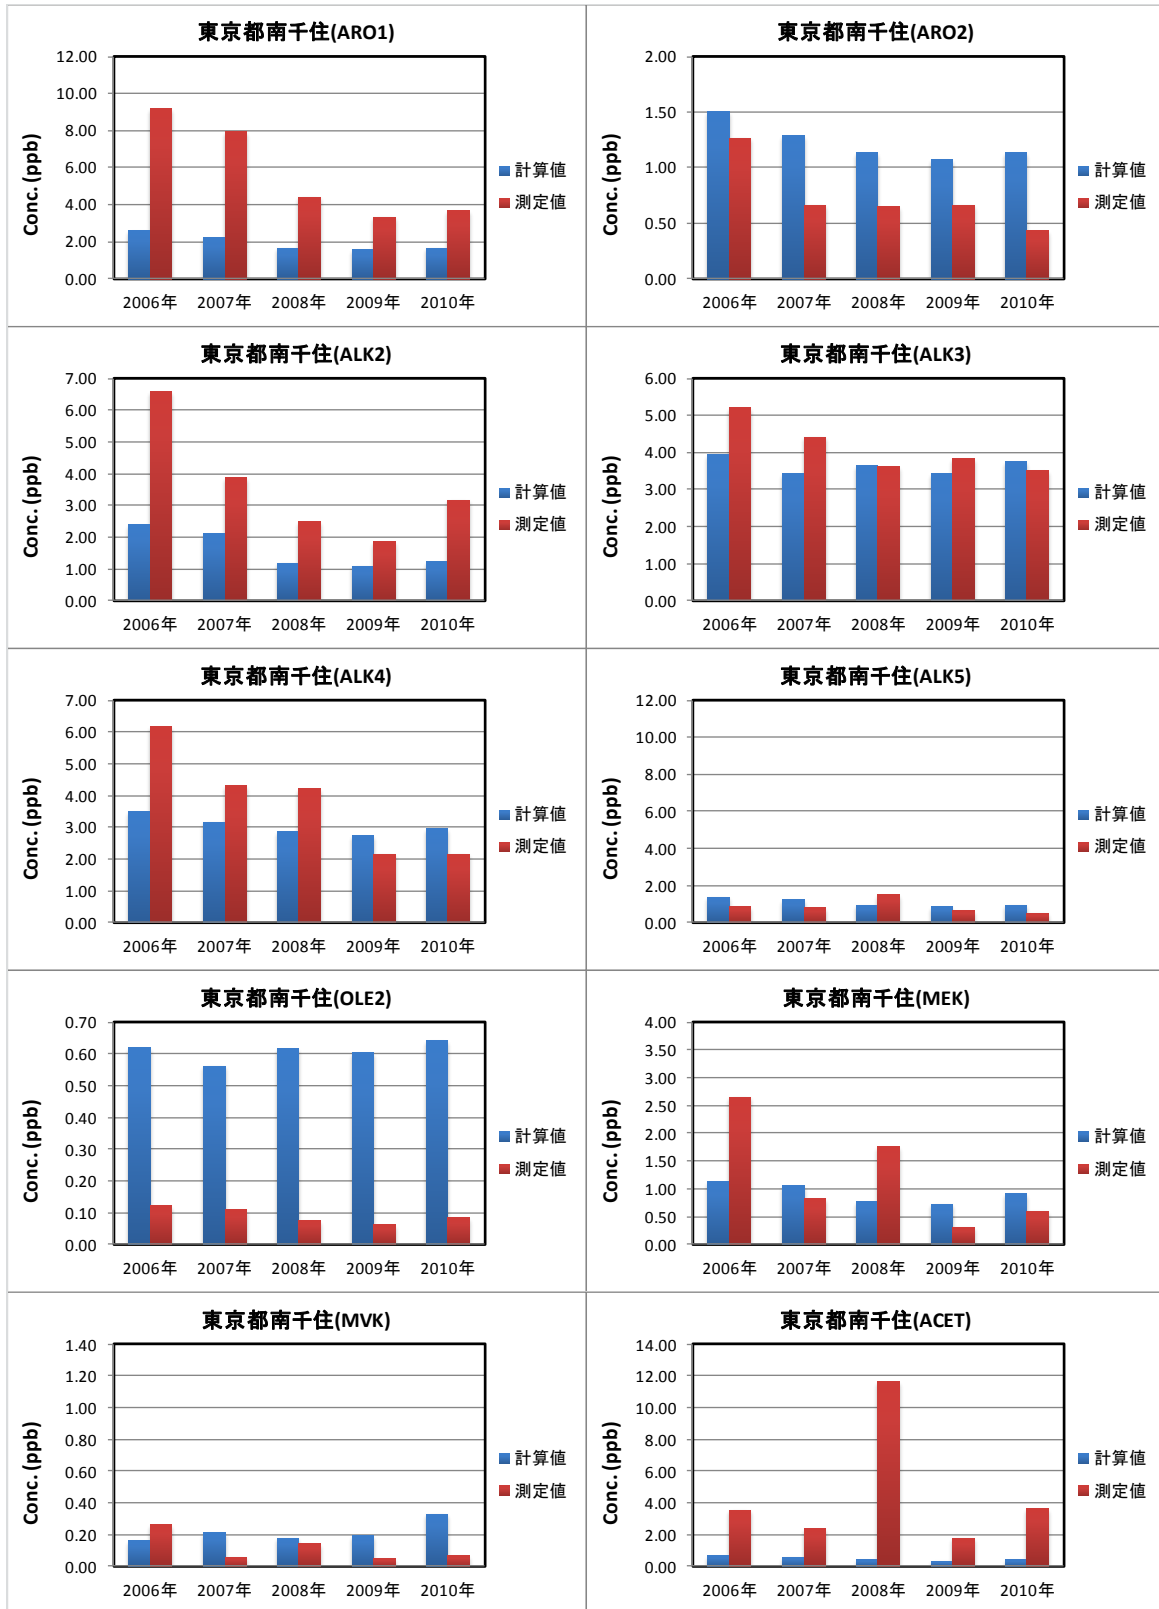 東京都南千住(ARO1)
12.00
10.00
8.00
6.00
4.00
2.00
0.00
Conc. (ppb)
2006年 2007年 2008年 2009年 2010年
計算値
測定値
東京都南千住(ARO2)
2.00
1.50
1.00
0.50
0.00
Conc. (ppb)
2006年 2007年 2008年 2009年 2010年
計算値
測定値
東京都南千住(ALK2)
7.00
6.00
5.00
4.00
3.00
2.00
1.00
0.00
Conc. (ppb)
2006年 2007年 2008年 2009年 2010年
計算値
測定値
東京都南千住(ALK3)
6.00
5.00
4.00
3.00
2.00
1.00
0.00
Conc. (ppb)
2006年 2007年 2008年 2009年 2010年
計算値
測定値
東京都南千住(ALK4)
7.00
6.00
5.00
4.00
3.00
2.00
1.00
0.00
Conc. (ppb)
2006年 2007年 2008年 2009年 2010年
計算値
測定値
東京都南千住(ALK5)
12.00
10.00
8.00
6.00
4.00
2.00
0.00
Conc. (ppb)
2006年 2007年 2008年 2009年 2010年
計算値
測定値
東京都南千住(OLE2)
0.70
0.60
0.50
0.40
0.30
0.20
0.10
0.00
Conc. (ppb)
2006年 2007年 2008年 2009年 2010年
計算値
測定値
東京都南千住(MEK)
4.00
3.50
3.00
2.50
2.00
1.50
1.00
0.50
0.00
Conc. (ppb)
2006年 2007年 2008年 2009年 2010年
計算値
測定値
東京都南千住(MVK)
1.40
1.20
1.00
0.80
0.60
0.40
0.20
0.00
Conc. (ppb)
2006年 2007年 2008年 2009年 2010年
計算値
測定値
東京都南千住(ACET)
14.00
12.00
10.00
8.00
6.00
4.00
2.00
0.00
Conc. (ppb)
2006年 2007年 2008年 2009年 2010年
計算値
測定値